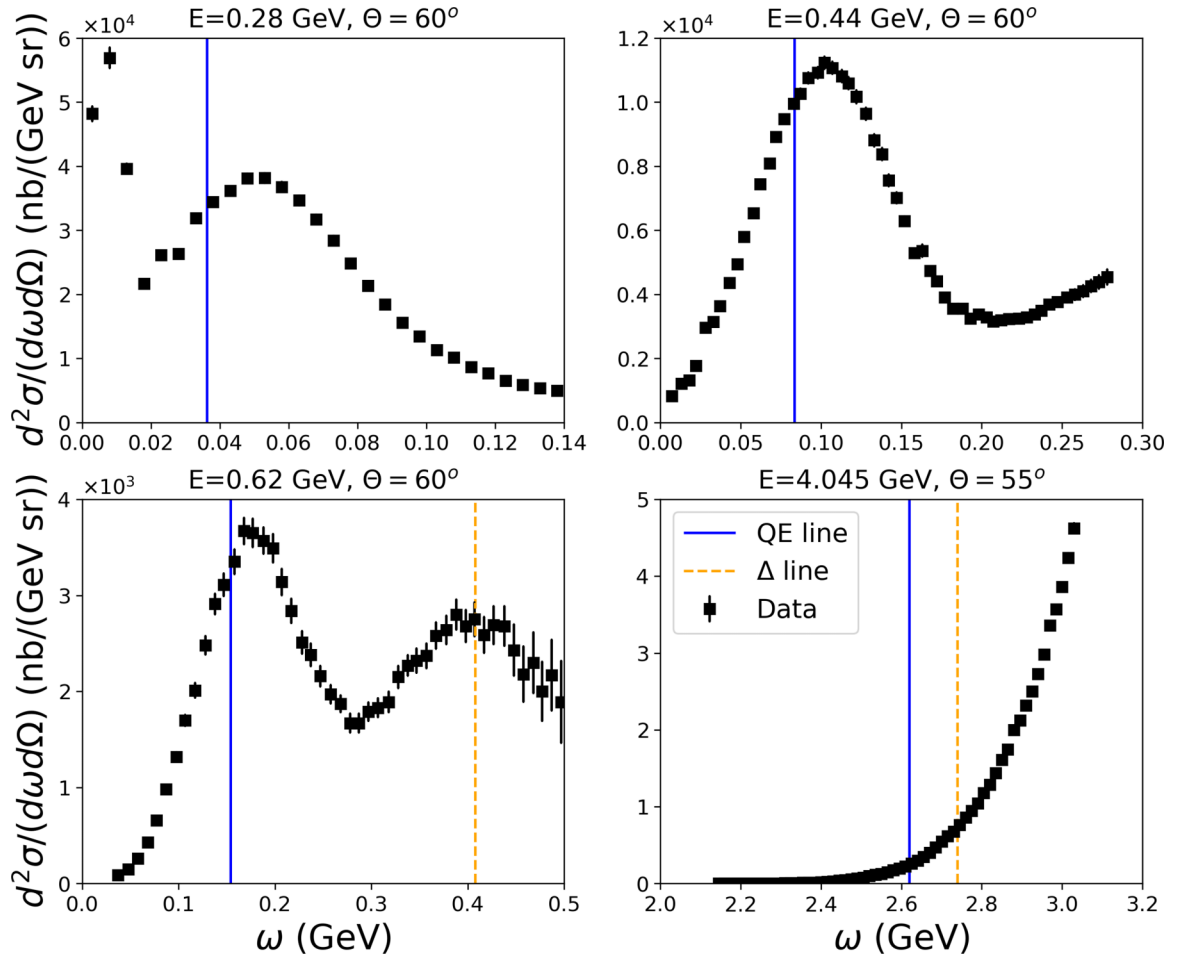 E=0.28 GeV, Θ = 60°
×10⁴
6
5
4
3
2
1
0
0.00 0.02 0.04 0.06 0.08 0.10 0.12 0.14
d²σ/(dωdΩ) (nb/(GeV sr))
E=0.44 GeV, Θ = 60°
×10⁴
1.2
1.0
0.8
0.6
0.4
0.2
0.0
0.00 0.05 0.10 0.15 0.20 0.25 0.30
E=0.62 GeV, Θ = 60°
×10³
4
3
2
1
0
0.0 0.1 0.2 0.3 0.4 0.5
d²σ/(dωdΩ) (nb/(GeV sr))
ω (GeV)
E=4.045 GeV, Θ = 55°
5
4
3
2
1
0
QE line
Δ line
Data
2.0 2.2 2.4 2.6 2.8 3.0 3.2
ω (GeV)